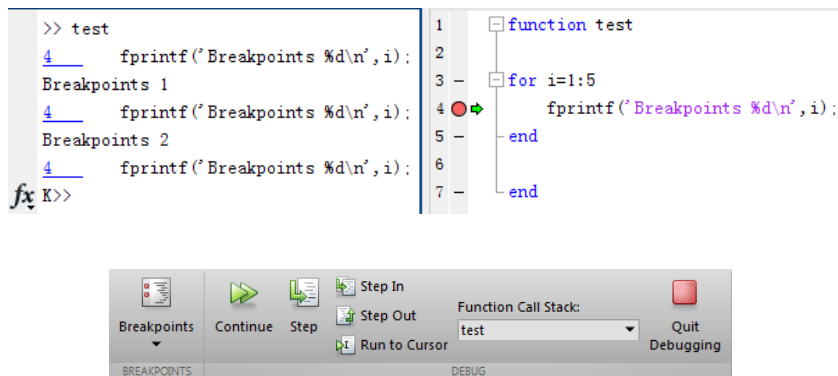 >> test
4 fprintf('Breakpoints %d\n',i);
Breakpoints 1
4 fprintf('Breakpoints %d\n',i);
Breakpoints 2
4 fprintf('Breakpoints %d\n',i);
fx K>>
1 function test
2
3 – for i=1:5
4 fprintf('Breakpoints %d\n',i);
5 – end
6
7 – end
Breakpoints
Continue
Step
Step In
Step Out
Run to Cursor
Function Call Stack:
test
Quit
Debugging
BREAKPOINTS
DEBUG